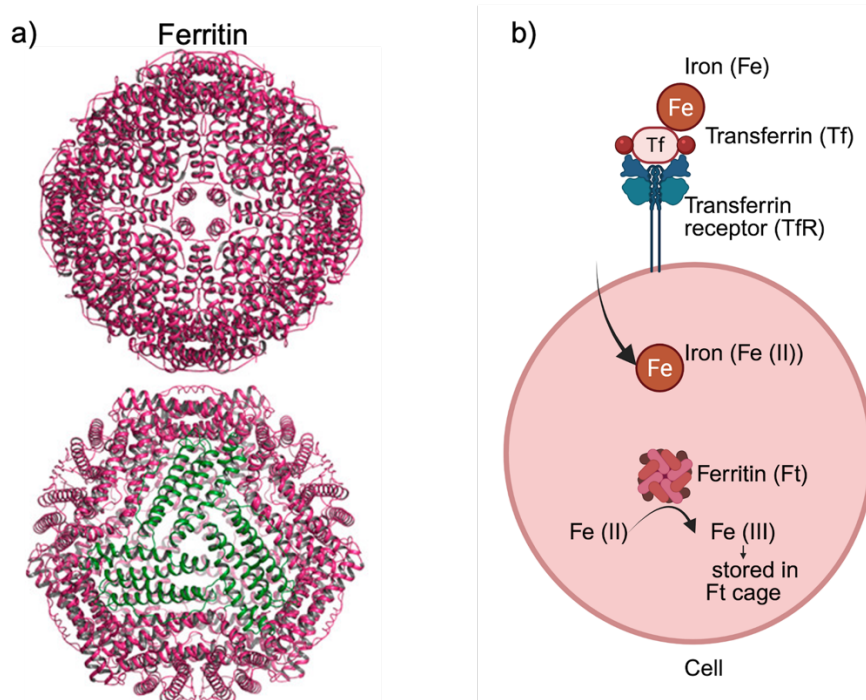 a)
Ferritin
b)
Iron (Fe)
Fe
Transferrin (Tf)
Tf
Transferrin
receptor (TfR)
Iron (Fe (II))
Fe
Ferritin (Ft)
Fe (II)
Fe (III)
stored in
Ft cage
Cell